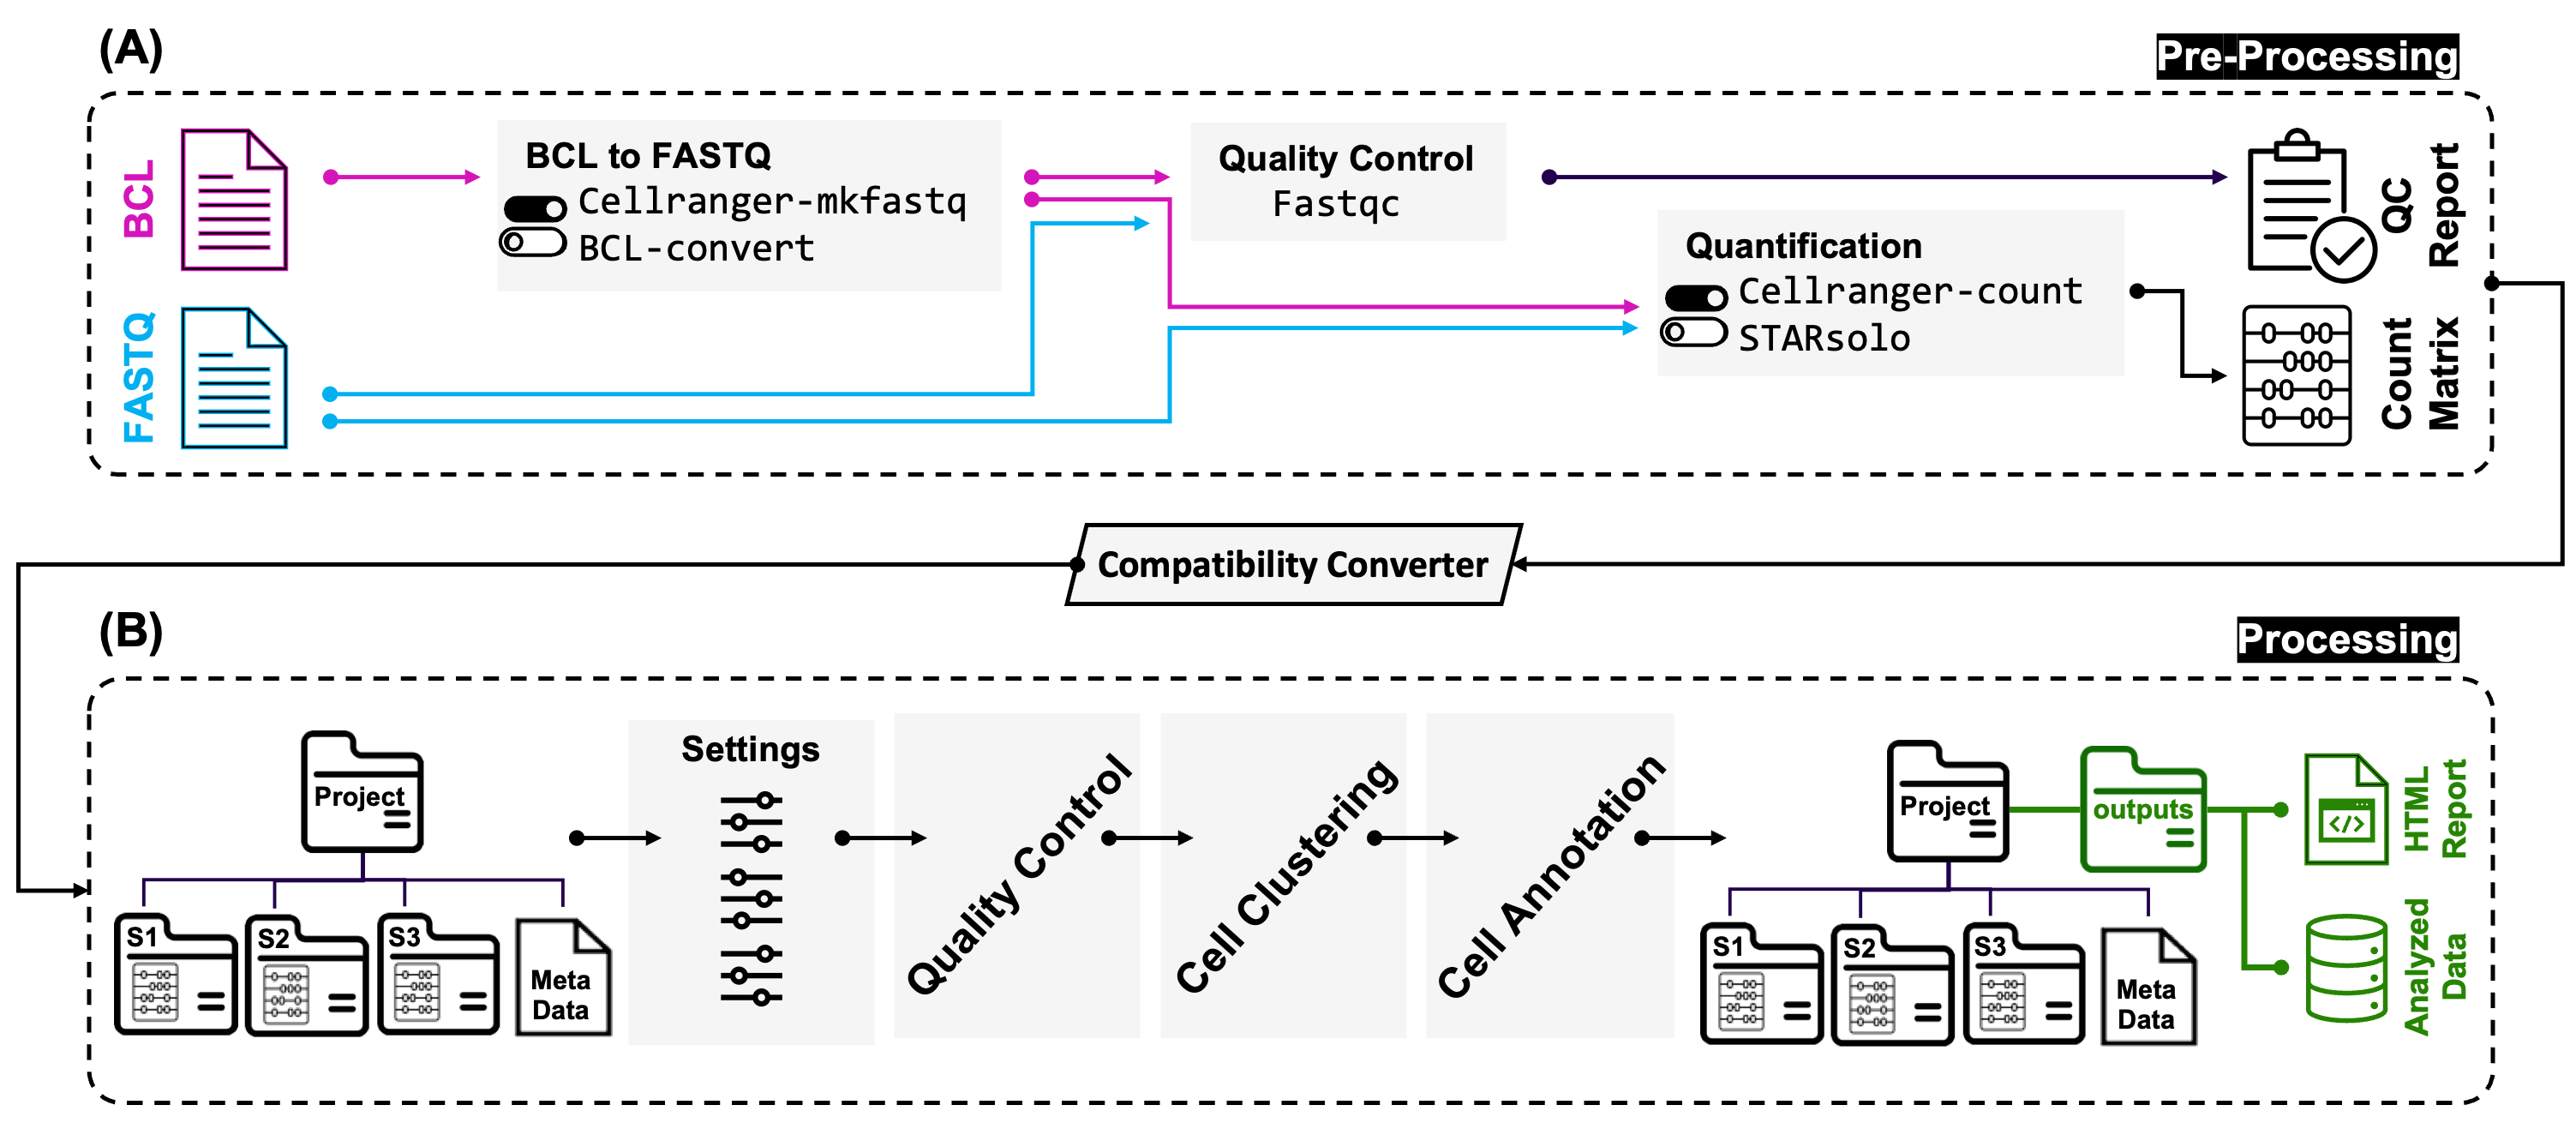 (A)
Pre-Processing
BCL
BCL to FASTQ
Cellranger-mkfastq
BCL-convert
Quality Control
Fastqc
QC
Report
FASTQ
Quantification
Cellranger-count
STARsolo
Count
Matrix
Compatibility Converter
(B)
Processing
Project
S1
S2
S3
Meta
Data
Settings
Quality Control
Cell Clustering
Cell Annotation
Project
outputs
S1
S2
S3
Meta
Data
</>
HTML
Report
Analyzed
Data